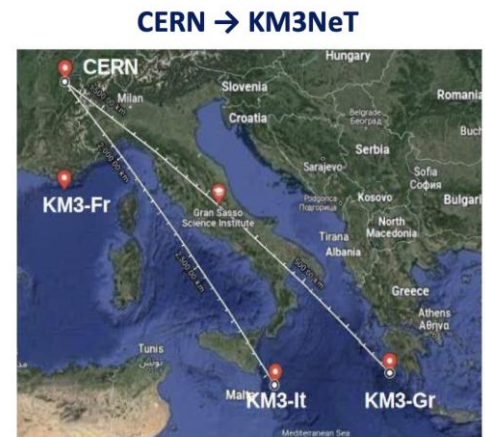 CERN → KM3NeT
Hungary
CERN
Slovenia
Romania
Milan
Croatia
Belgrade
Београд
Serbia
Sarajevo
Sofia
София
KM3-Fr
Gran Sasso
Science Institute
Podgorica
Подгорица
Kosovo
Bulgari
North
Macedonia
Tirana
Albania
Greece
Athens
Αθήνα
Tunis
تونس
Malt
KM3-It
KM3-Gr
Mediterranean Sea